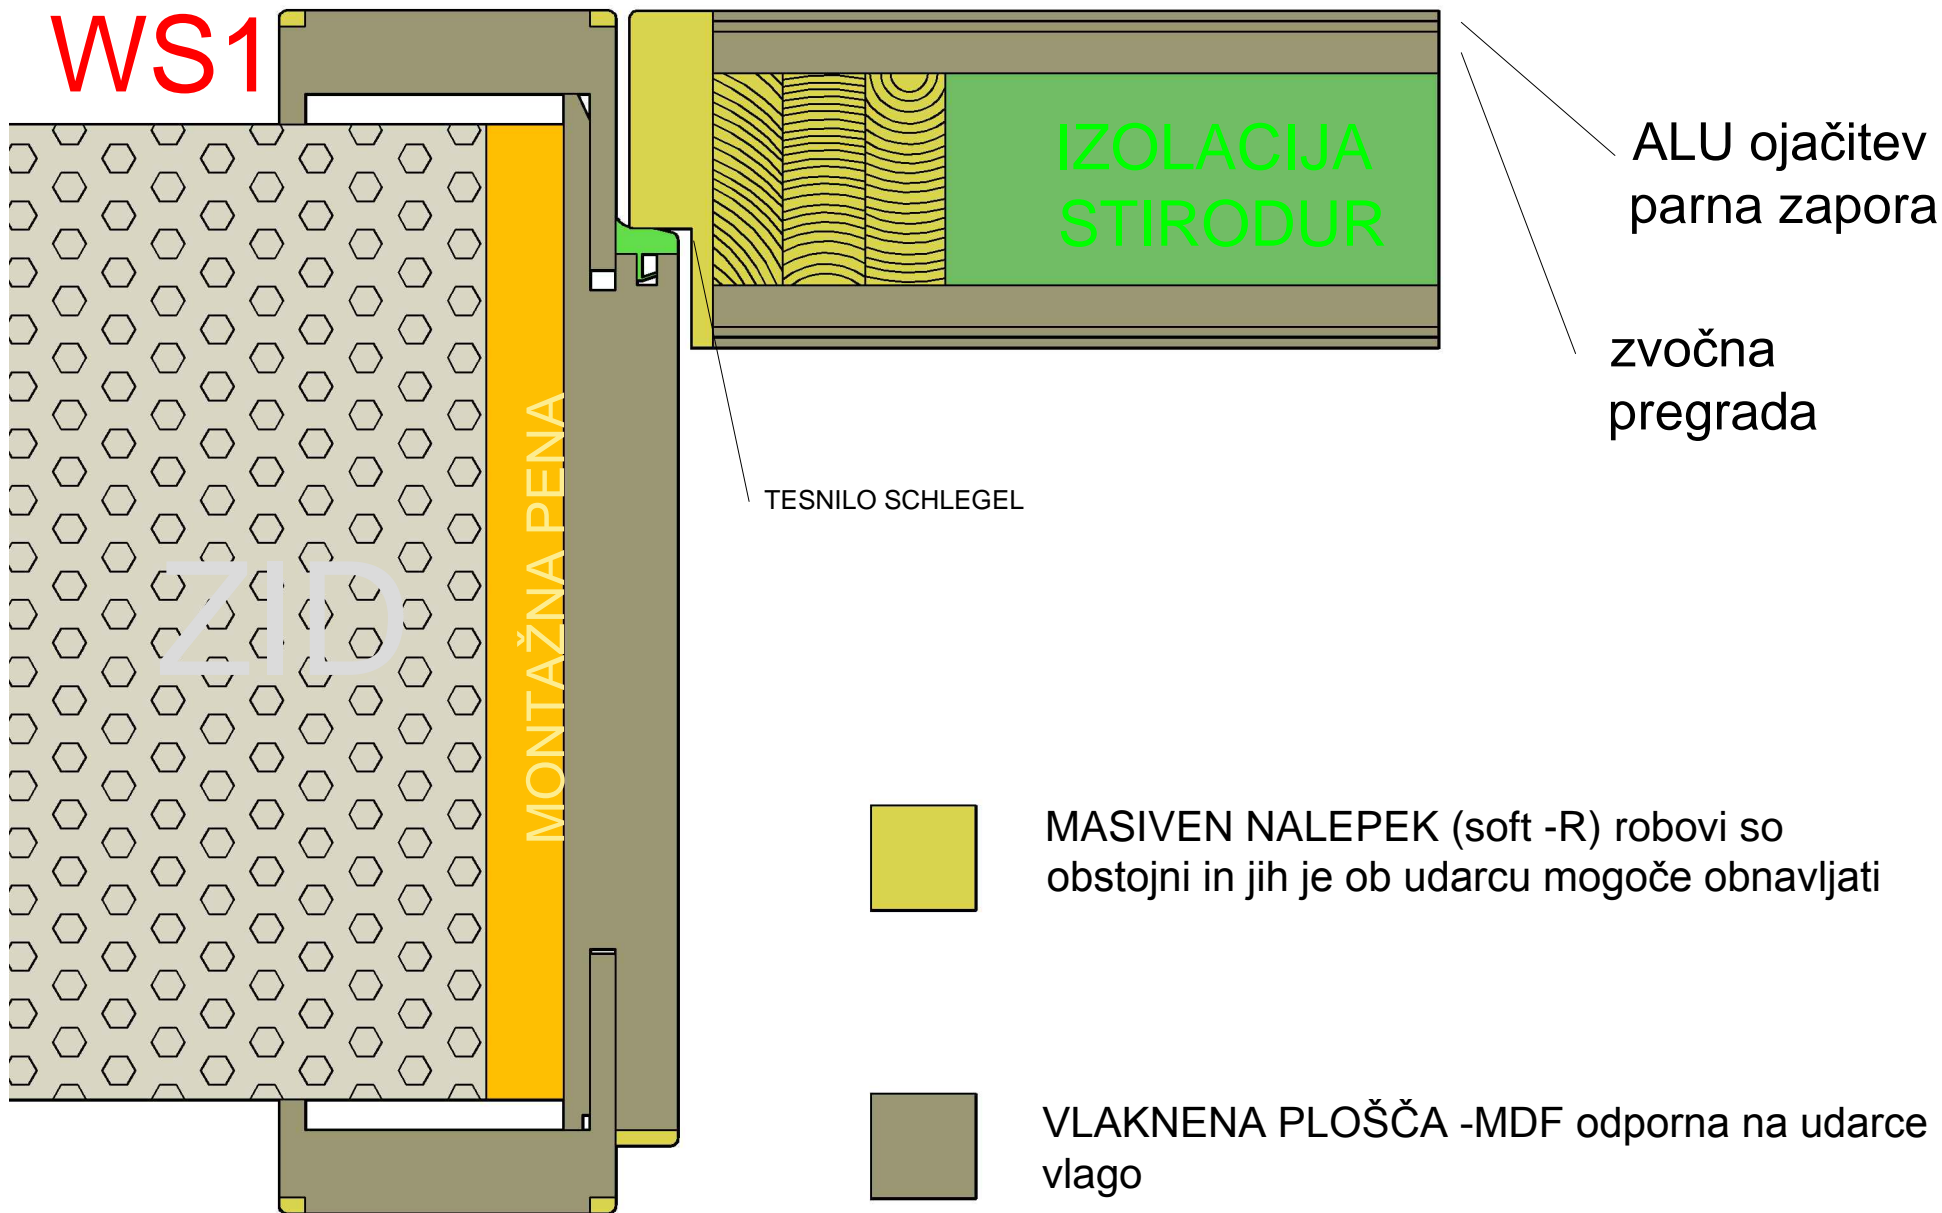 WS1
IZOLACIJA
STIRODUR
ALU ojačitev
parna zapora
zvočna
pregrada
TESNILO SCHLEGEL
MONTAŽNA PENA
ZID
MASIVEN NALEPEK (soft -R) robovi so
obstojni in jih je ob udarcu mogoče obnavljati
VLAKNENA PLOŠČA -MDF odporna na udarce
vlago